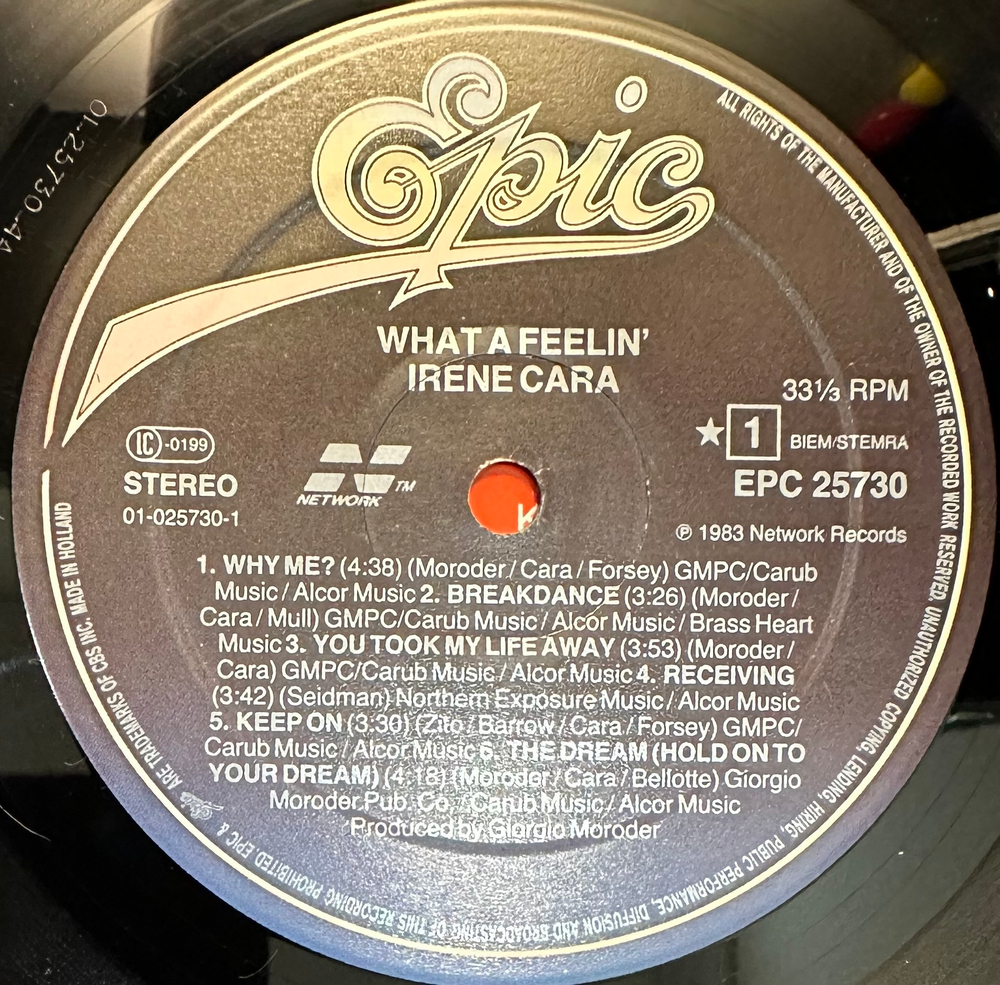 Epic
WHAT A FEELIN'
IRENE CARA
33⅓ RPM
★ 1 BIEM/STEMRA
EPC 25730
℗ 1983 Network Records
IC -0199
STEREO
01-025730-1
NETWORK TM
1. WHY ME? (4:38) (Moroder / Cara / Forsey) GMPC/Carub
Music / Alcor Music 2. BREAKDANCE (3:26) (Moroder /
Cara / Mull) GMPC/Carub Music / Alcor Music / Brass Heart
Music 3. YOU TOOK MY LIFE AWAY (3:53) (Moroder /
Cara) GMPC/Carub Music / Alcor Music 4. RECEIVING
(3:42) (Seidman) Northern Exposure Music / Alcor Music
5. KEEP ON (3:30) (Zito / Barrow / Cara / Forsey) GMPC/
Carub Music / Alcor Music 6. THE DREAM (HOLD ON TO
YOUR DREAM) (4:18) (Moroder / Cara / Bellotte) Giorgio
Moroder Pub. Co. / Carub Music / Alcor Music
Produced by Giorgio Moroder
ALL RIGHTS OF THE MANUFACTURER AND OF THE OWNER OF THE RECORDED WORK RESERVED. UNAUTHORIZED COPYING, LENDING, HIRING, PUBLIC PERFORMANCE, DIFFUSION AND BROADCASTING OF THIS RECORDING PROHIBITED EPIC & Epic ARE TRADEMARKS OF CBS INC. MADE IN HOLLAND